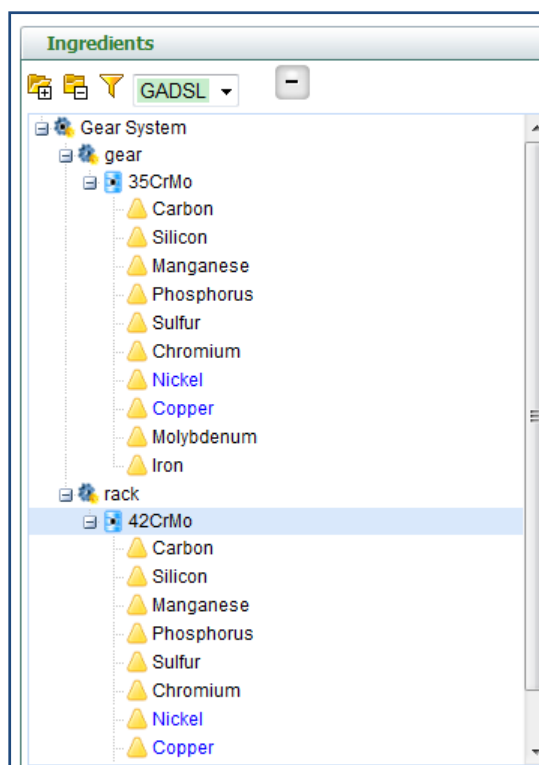 Ingredients
GADSL
Gear System
gear
35CrMo
Carbon
Silicon
Manganese
Phosphorus
Sulfur
Chromium
Nickel
Copper
Molybdenum
Iron
rack
42CrMo
Carbon
Silicon
Manganese
Phosphorus
Sulfur
Chromium
Nickel
Copper